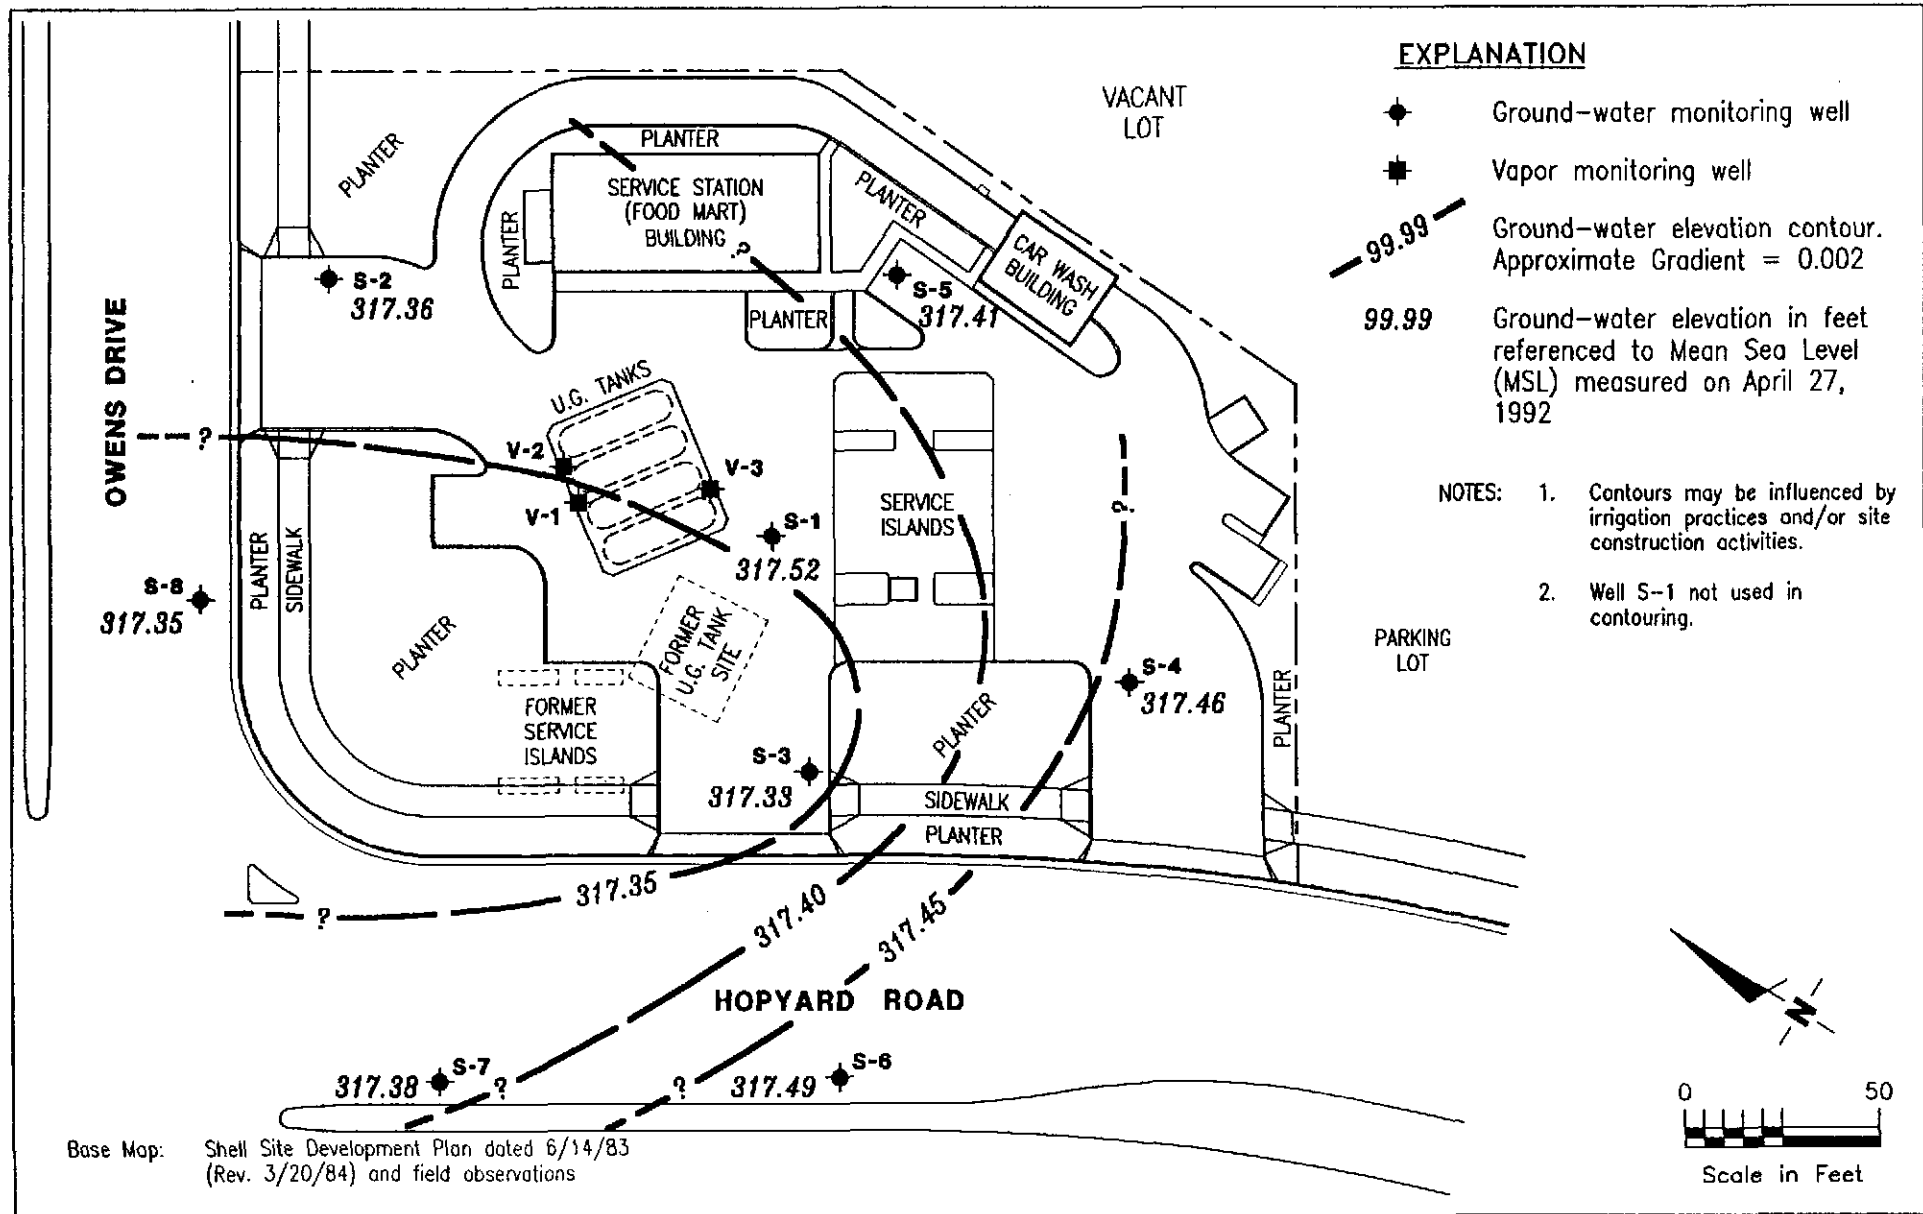 EXPLANATION
Ground-water monitoring well
Vapor monitoring well
99.99
Ground-water elevation contour.
Approximate Gradient = 0.002
99.99
Ground-water elevation in feet
referenced to Mean Sea Level
(MSL) measured on April 27,
1992
NOTES: 1. Contours may be influenced by
irrigation practices and/or site
construction activities.
2. Well S-1 not used in
contouring.
VACANT
LOT
PLANTER
PLANTER
SERVICE STATION
(FOOD MART)
BUILDING
?
PLANTER
PLANTER
CAR WASH
BUILDING
S-2
317.36
S-5
317.41
PLANTER
OWENS DRIVE
U.G. TANKS
?
V-2
V-3
V-1
S-1
317.52
SERVICE
ISLANDS
?
S-8
317.35
PLANTER
SIDEWALK
PLANTER
FORMER
U.G. TANK
SITE
PARKING
LOT
S-4
317.46
FORMER
SERVICE
ISLANDS
PLANTER
PLANTER
S-3
317.33
SIDEWALK
PLANTER
317.35
?
317.40
317.45
HOPYARD ROAD
S-7
317.38
?
?
S-6
317.49
N
0 50
Scale in Feet
Base Map: Shell Site Development Plan dated 6/14/83
(Rev. 3/20/84) and field observations